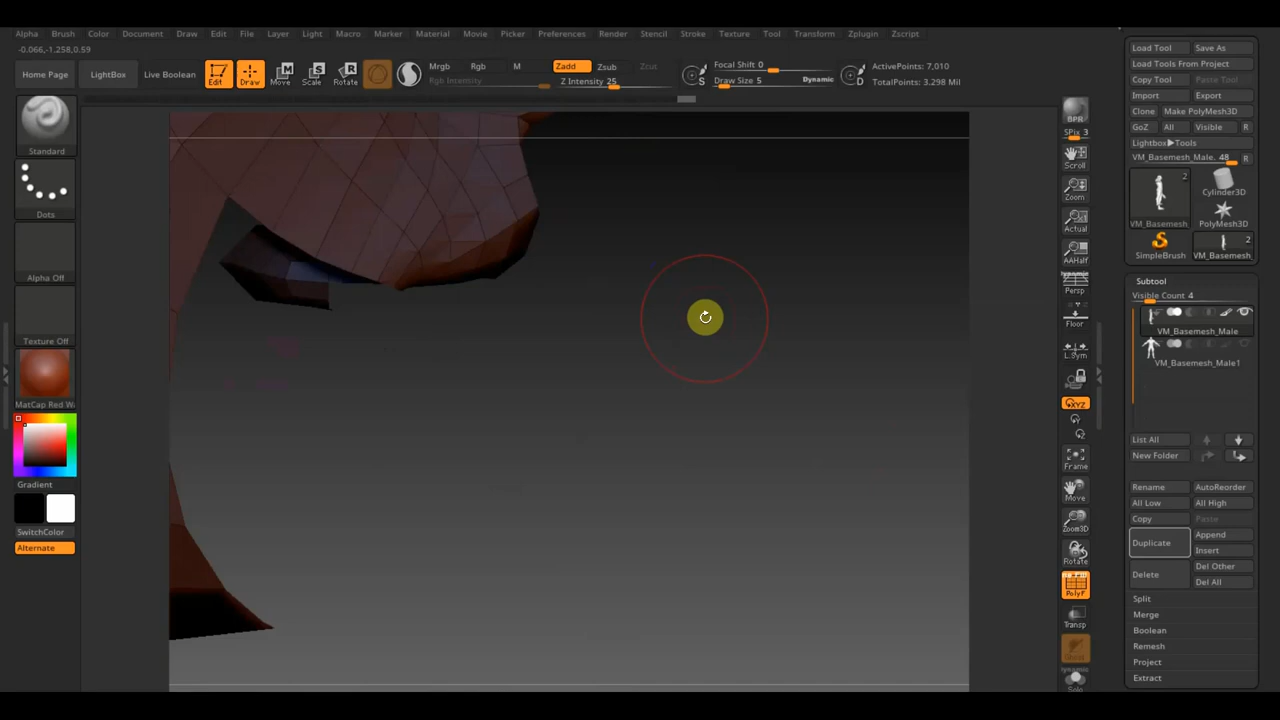 Alpha Brush Color Document Draw Edit File Layer Light Macro Marker Material Movie Picker Preferences Render Stencil Stroke Texture Tool Transform Zplugin Zscript
-0.066,-1.258,0.59
Home Page LightBox Live Boolean Edit Draw Move Scale Rotate Mrgb Rgb M Zadd Zsub Zcut
Rgb Intensity Z Intensity 25
Focal Shift 0
Draw Size 5 Dynamic
ActivePoints: 7,010
TotalPoints: 3.298 Mil
S
D
Standard
Dots
Alpha Off
Texture Off
MatCap Red Wa
Gradient
SwitchColor
Alternate
BPR
SPix 3
Scroll
Zoom
Actual
AAHalf
Dynamic
Persp
Floor
L.Sym
XYZ
Frame
Move
Zoom3D
Rotate
PolyF
Transp
Ghost
Dynamic
Solo
Load Tool Save As
Load Tools From Project
Copy Tool Paste Tool
Import Export
Clone Make PolyMesh3D
GoZ All Visible R
Lightbox▶Tools
VM_Basemesh_Male. 48 R
2
Cylinder3D
VM_Basemesh_ PolyMesh3D
2
SimpleBrush VM_Basemesh_
Subtool
Visible Count 4
VM_Basemesh_Male
VM_Basemesh_Male1
List All
New Folder
Rename AutoReorder
All Low All High
Copy Paste
Duplicate Append
Insert
Delete Del Other
Del All
Split
Merge
Boolean
Remesh
Project
Extract